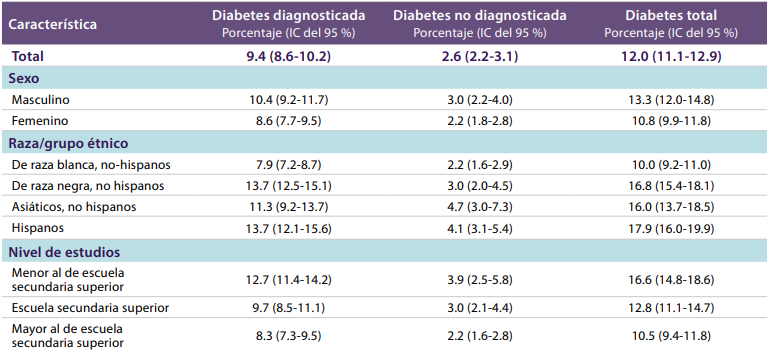 Característica Diabetes diagnosticada Diabetes no diagnosticada Diabetes total
Porcentaje (IC del 95 %) Porcentaje (IC del 95 %) Porcentaje (IC del 95 %)
Total 9.4 (8.6-10.2) 2.6 (2.2-3.1) 12.0 (11.1-12.9)
Sexo
Masculino 10.4 (9.2-11.7) 3.0 (2.2-4.0) 13.3 (12.0-14.8)
Femenino 8.6 (7.7-9.5) 2.2 (1.8-2.8) 10.8 (9.9-11.8)
Raza/grupo étnico
De raza blanca, no-hispanos 7.9 (7.2-8.7) 2.2 (1.6-2.9) 10.0 (9.2-11.0)
De raza negra, no hispanos 13.7 (12.5-15.1) 3.0 (2.0-4.5) 16.8 (15.4-18.1)
Asiáticos, no hispanos 11.3 (9.2-13.7) 4.7 (3.0-7.3) 16.0 (13.7-18.5)
Hispanos 13.7 (12.1-15.6) 4.1 (3.1-5.4) 17.9 (16.0-19.9)
Nivel de estudios
Menor al de escuela
secundaria superior 12.7 (11.4-14.2) 3.9 (2.5-5.8) 16.6 (14.8-18.6)
Escuela secundaria superior 9.7 (8.5-11.1) 3.0 (2.1-4.4) 12.8 (11.1-14.7)
Mayor al de escuela
secundaria superior 8.3 (7.3-9.5) 2.2 (1.6-2.8) 10.5 (9.4-11.8)